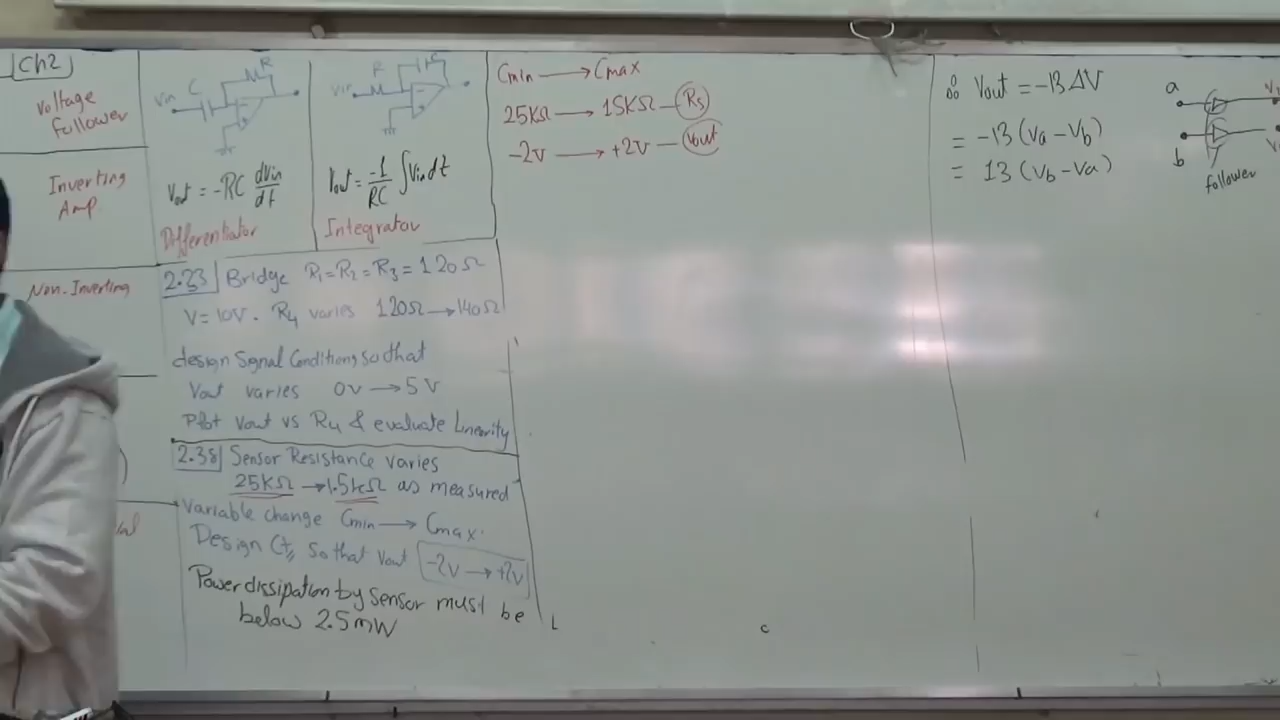 Ch2
Voltage
follower
Inverting
Amp.
Non-Inverting
Vin C R
Vout = -RC dVin/dt
Differentiator
Vin R C
Vout = -1/RC ∫Vin dt
Integrator
2.23 Bridge R1=R2=R3=120Ω
V=10V. R4 varies 120Ω→140Ω
design Signal Conditions so that
Vout varies 0V→5V
Plot Vout vs R4 & evaluate Linearity
2.38 Sensor Resistance varies
25KΩ→1.5kΩ as measured
Variable change Cmin→Cmax.
Design Ct, so that Vout -2V→+2V
Power dissipation by sensor must be
below 2.5mW
Cmin→Cmax
25KΩ→1.5KΩ-Rs
-2V→+2V-Vout
∴ Vout = -13 ΔV
= -13 (Va-Vb)
= 13 (Vb-Va)
a
b
follower